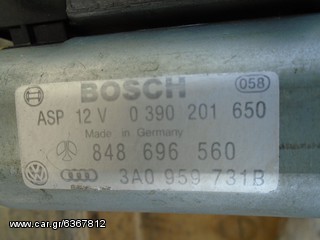 BOSCH 058
ASP 12 V 0 390 201 650
Made in Germany
848 696 560
3A0 959 731B
www.car.gr/6367812